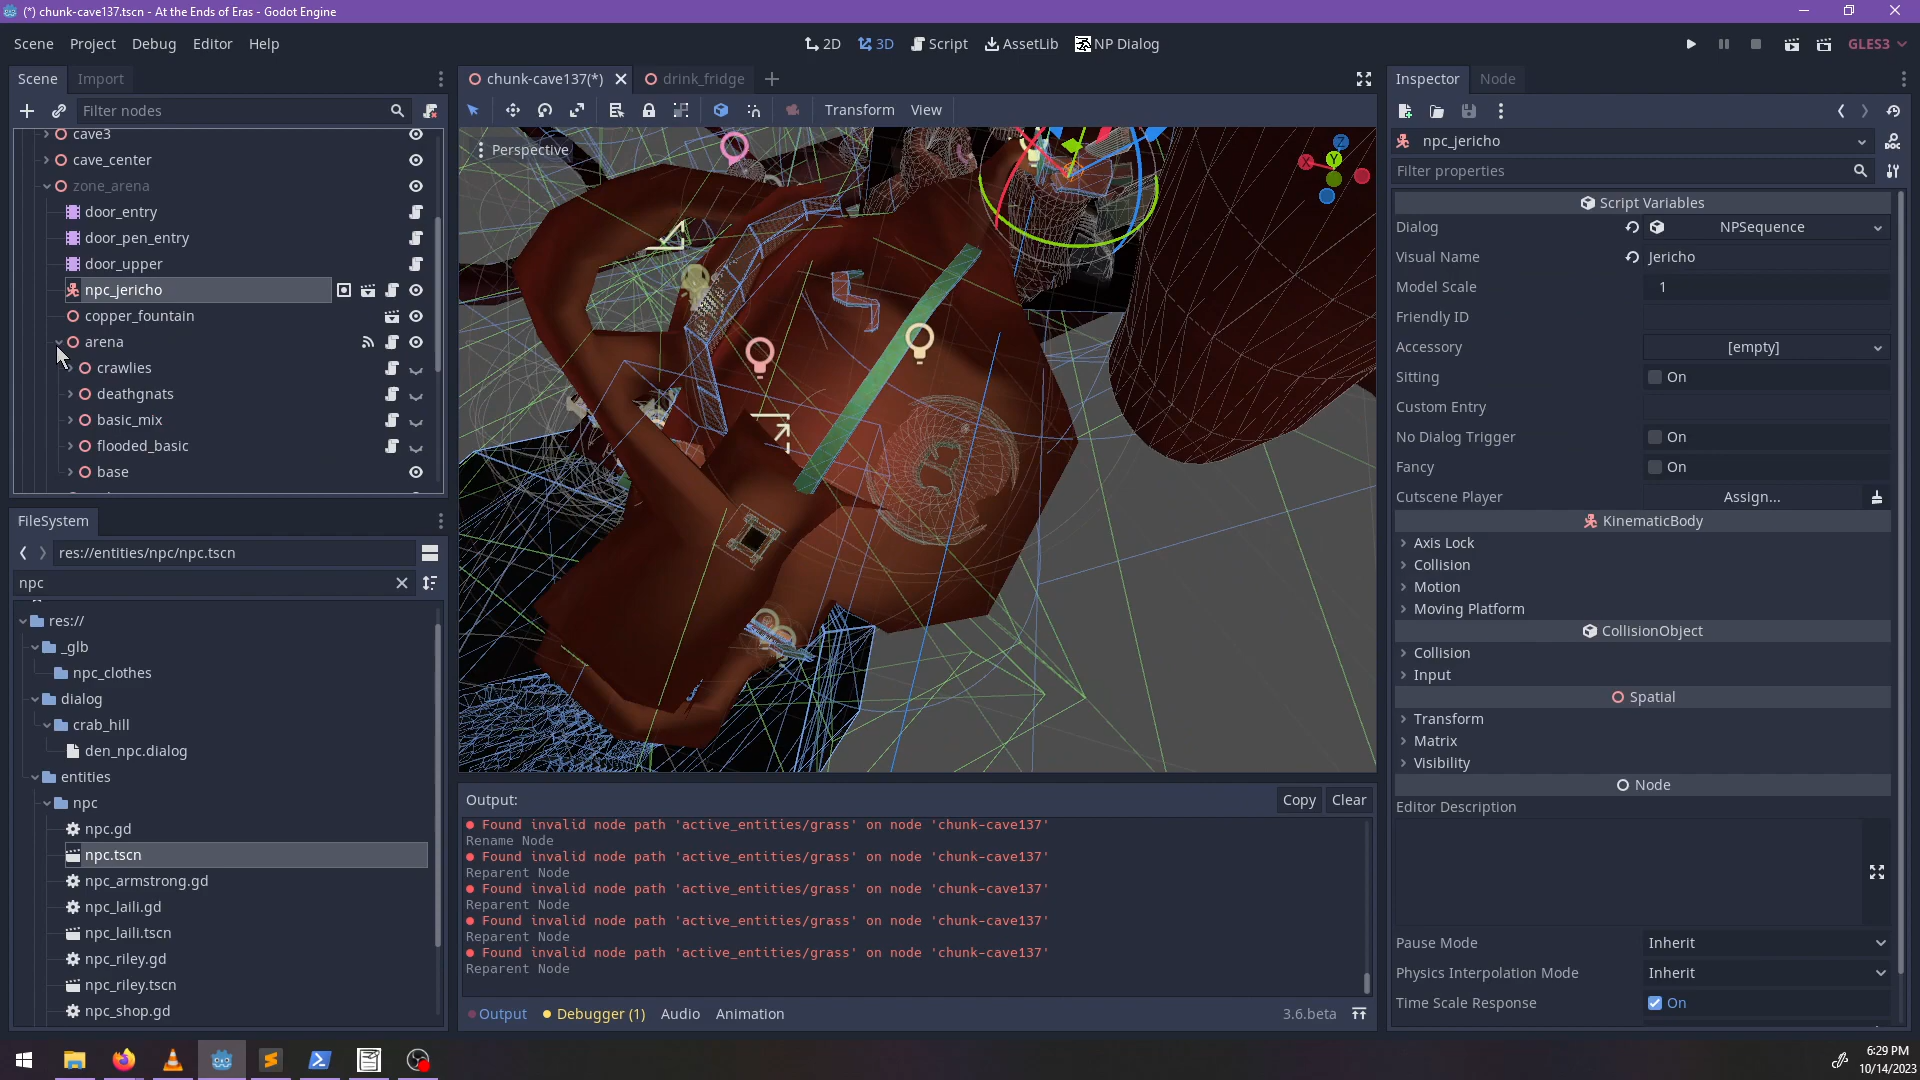 (*) chunk-cave137.tscn - At the Ends of Eras - Godot Engine
Scene Project Debug Editor Help
2D 3D Script AssetLib NP Dialog
GLES3
Scene Import
Filter nodes
cave3
cave_center
zone_arena
door_entry
door_pen_entry
door_upper
npc_jericho
copper_fountain
arena
crawlies
deathgnats
basic_mix
flooded_basic
base
FileSystem
res://entities/npc/npc.tscn
npc
res://
_glb
npc_clothes
dialog
crab_hill
den_npc.dialog
entities
npc
npc.gd
npc.tscn
npc_armstrong.gd
npc_laili.gd
npc_laili.tscn
npc_riley.gd
npc_riley.tscn
npc_shop.gd
chunk-cave137(*) drink_fridge
Transform View
Perspective
Z
Y
X
Output: Copy Clear
Found invalid node path 'active_entities/grass' on node 'chunk-cave137'
Rename Node
Found invalid node path 'active_entities/grass' on node 'chunk-cave137'
Reparent Node
Found invalid node path 'active_entities/grass' on node 'chunk-cave137'
Reparent Node
Found invalid node path 'active_entities/grass' on node 'chunk-cave137'
Reparent Node
Found invalid node path 'active_entities/grass' on node 'chunk-cave137'
Reparent Node
Output Debugger (1) Audio Animation 3.6.beta
Inspector Node
npc_jericho
Filter properties
Script Variables
Dialog NPSequence
Visual Name Jericho
Model Scale 1
Friendly ID
Accessory [empty]
Sitting On
Custom Entry
No Dialog Trigger On
Fancy On
Cutscene Player Assign...
KinematicBody
Axis Lock
Collision
Motion
Moving Platform
CollisionObject
Collision
Input
Spatial
Transform
Matrix
Visibility
Node
Editor Description
Pause Mode Inherit
Physics Interpolation Mode Inherit
Time Scale Response On
6:29 PM
10/14/2023